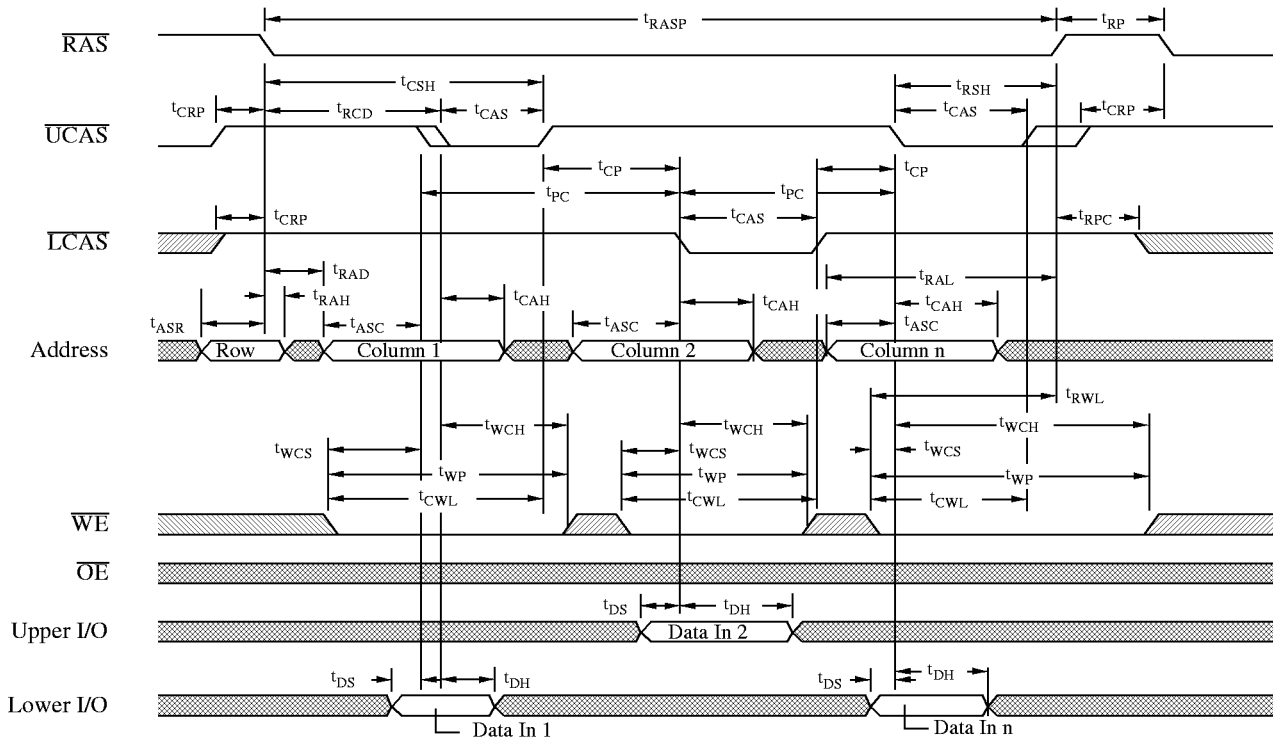 tRASP tRP
RAS
tCSH tRSH
tCRP tRCD tCAS tCAS tCRP
UCAS
tCP tCP
tPC tPC
tCRP tCAS tRPC
LCAS
tRAD tRAL
tRAH tCAH tCAH tCAH
tASR tASC tASC tASC
Address Row Column 1 Column 2 Column n
tRWL
tWCH tWCH tWCH
tWCS tWCS tWCS
tWP tWP tWP
tCWL tCWL tCWL
WE
OE
tDS tDH
Upper I/O Data In 2
tDS tDH tDS tDH
Lower I/O
Data In 1 Data In n